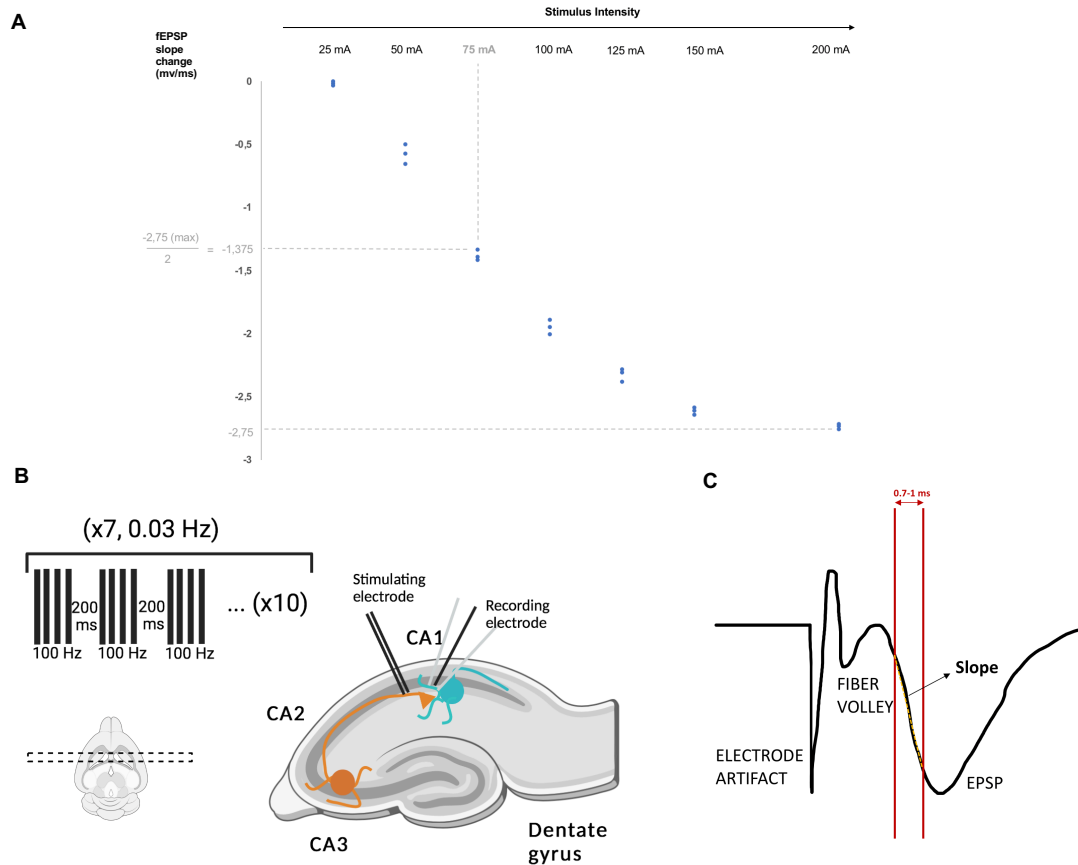 A
Stimulus Intensity
fEPSP
slope
change
(mv/ms)
25 mA
50 mA
75 mA
100 mA
125 mA
150 mA
200 mA
0
-0,5
-1
-2,75 (max)
2
=
-1,375
-1,5
-2
-2,5
-2,75
-3
B
(x7, 0.03 Hz)
200
ms
200
ms
... (x10)
100 Hz
100 Hz
100 Hz
Stimulating
electrode
Recording
electrode
CA1
CA2
CA3
Dentate
gyrus
C
0.7-1 ms
Slope
FIBER
VOLLEY
ELECTRODE
ARTIFACT
EPSP